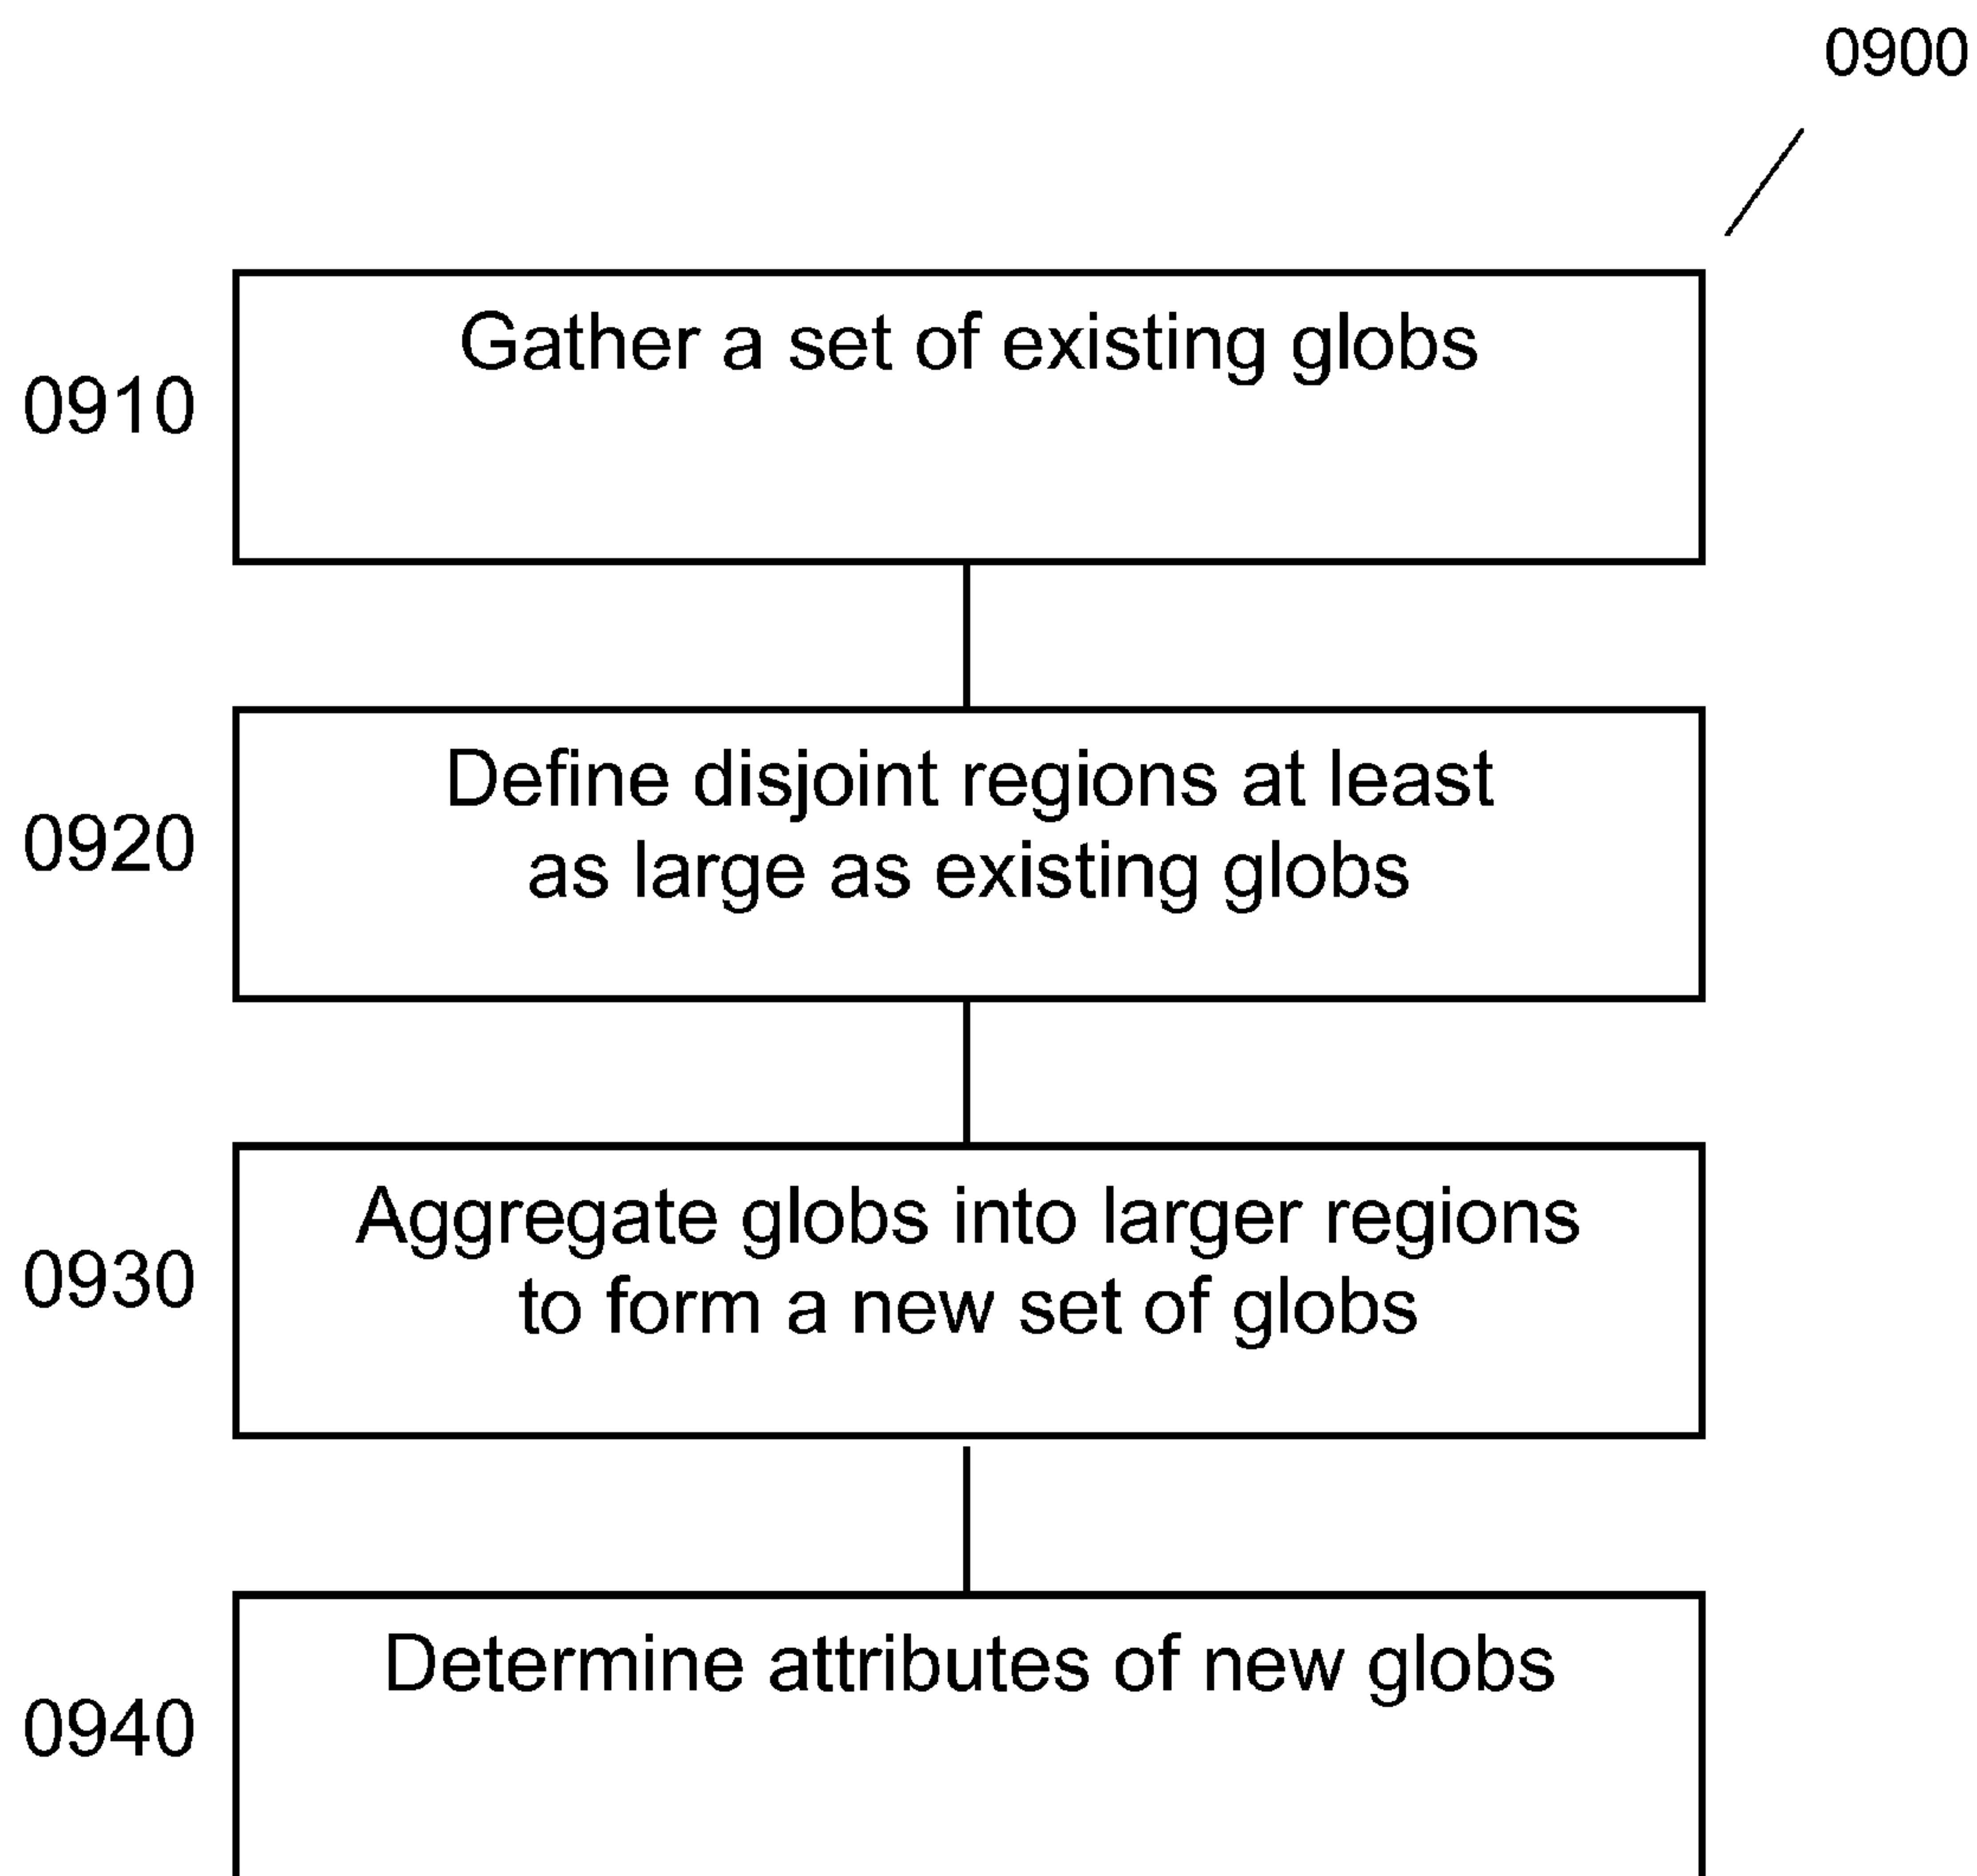 0900
Gather a set of existing globs
0910
Define disjoint regions at least
as large as existing globs
0920
Aggregate globs into larger regions
to form a new set of globs
0930
Determine attributes of new globs
0940